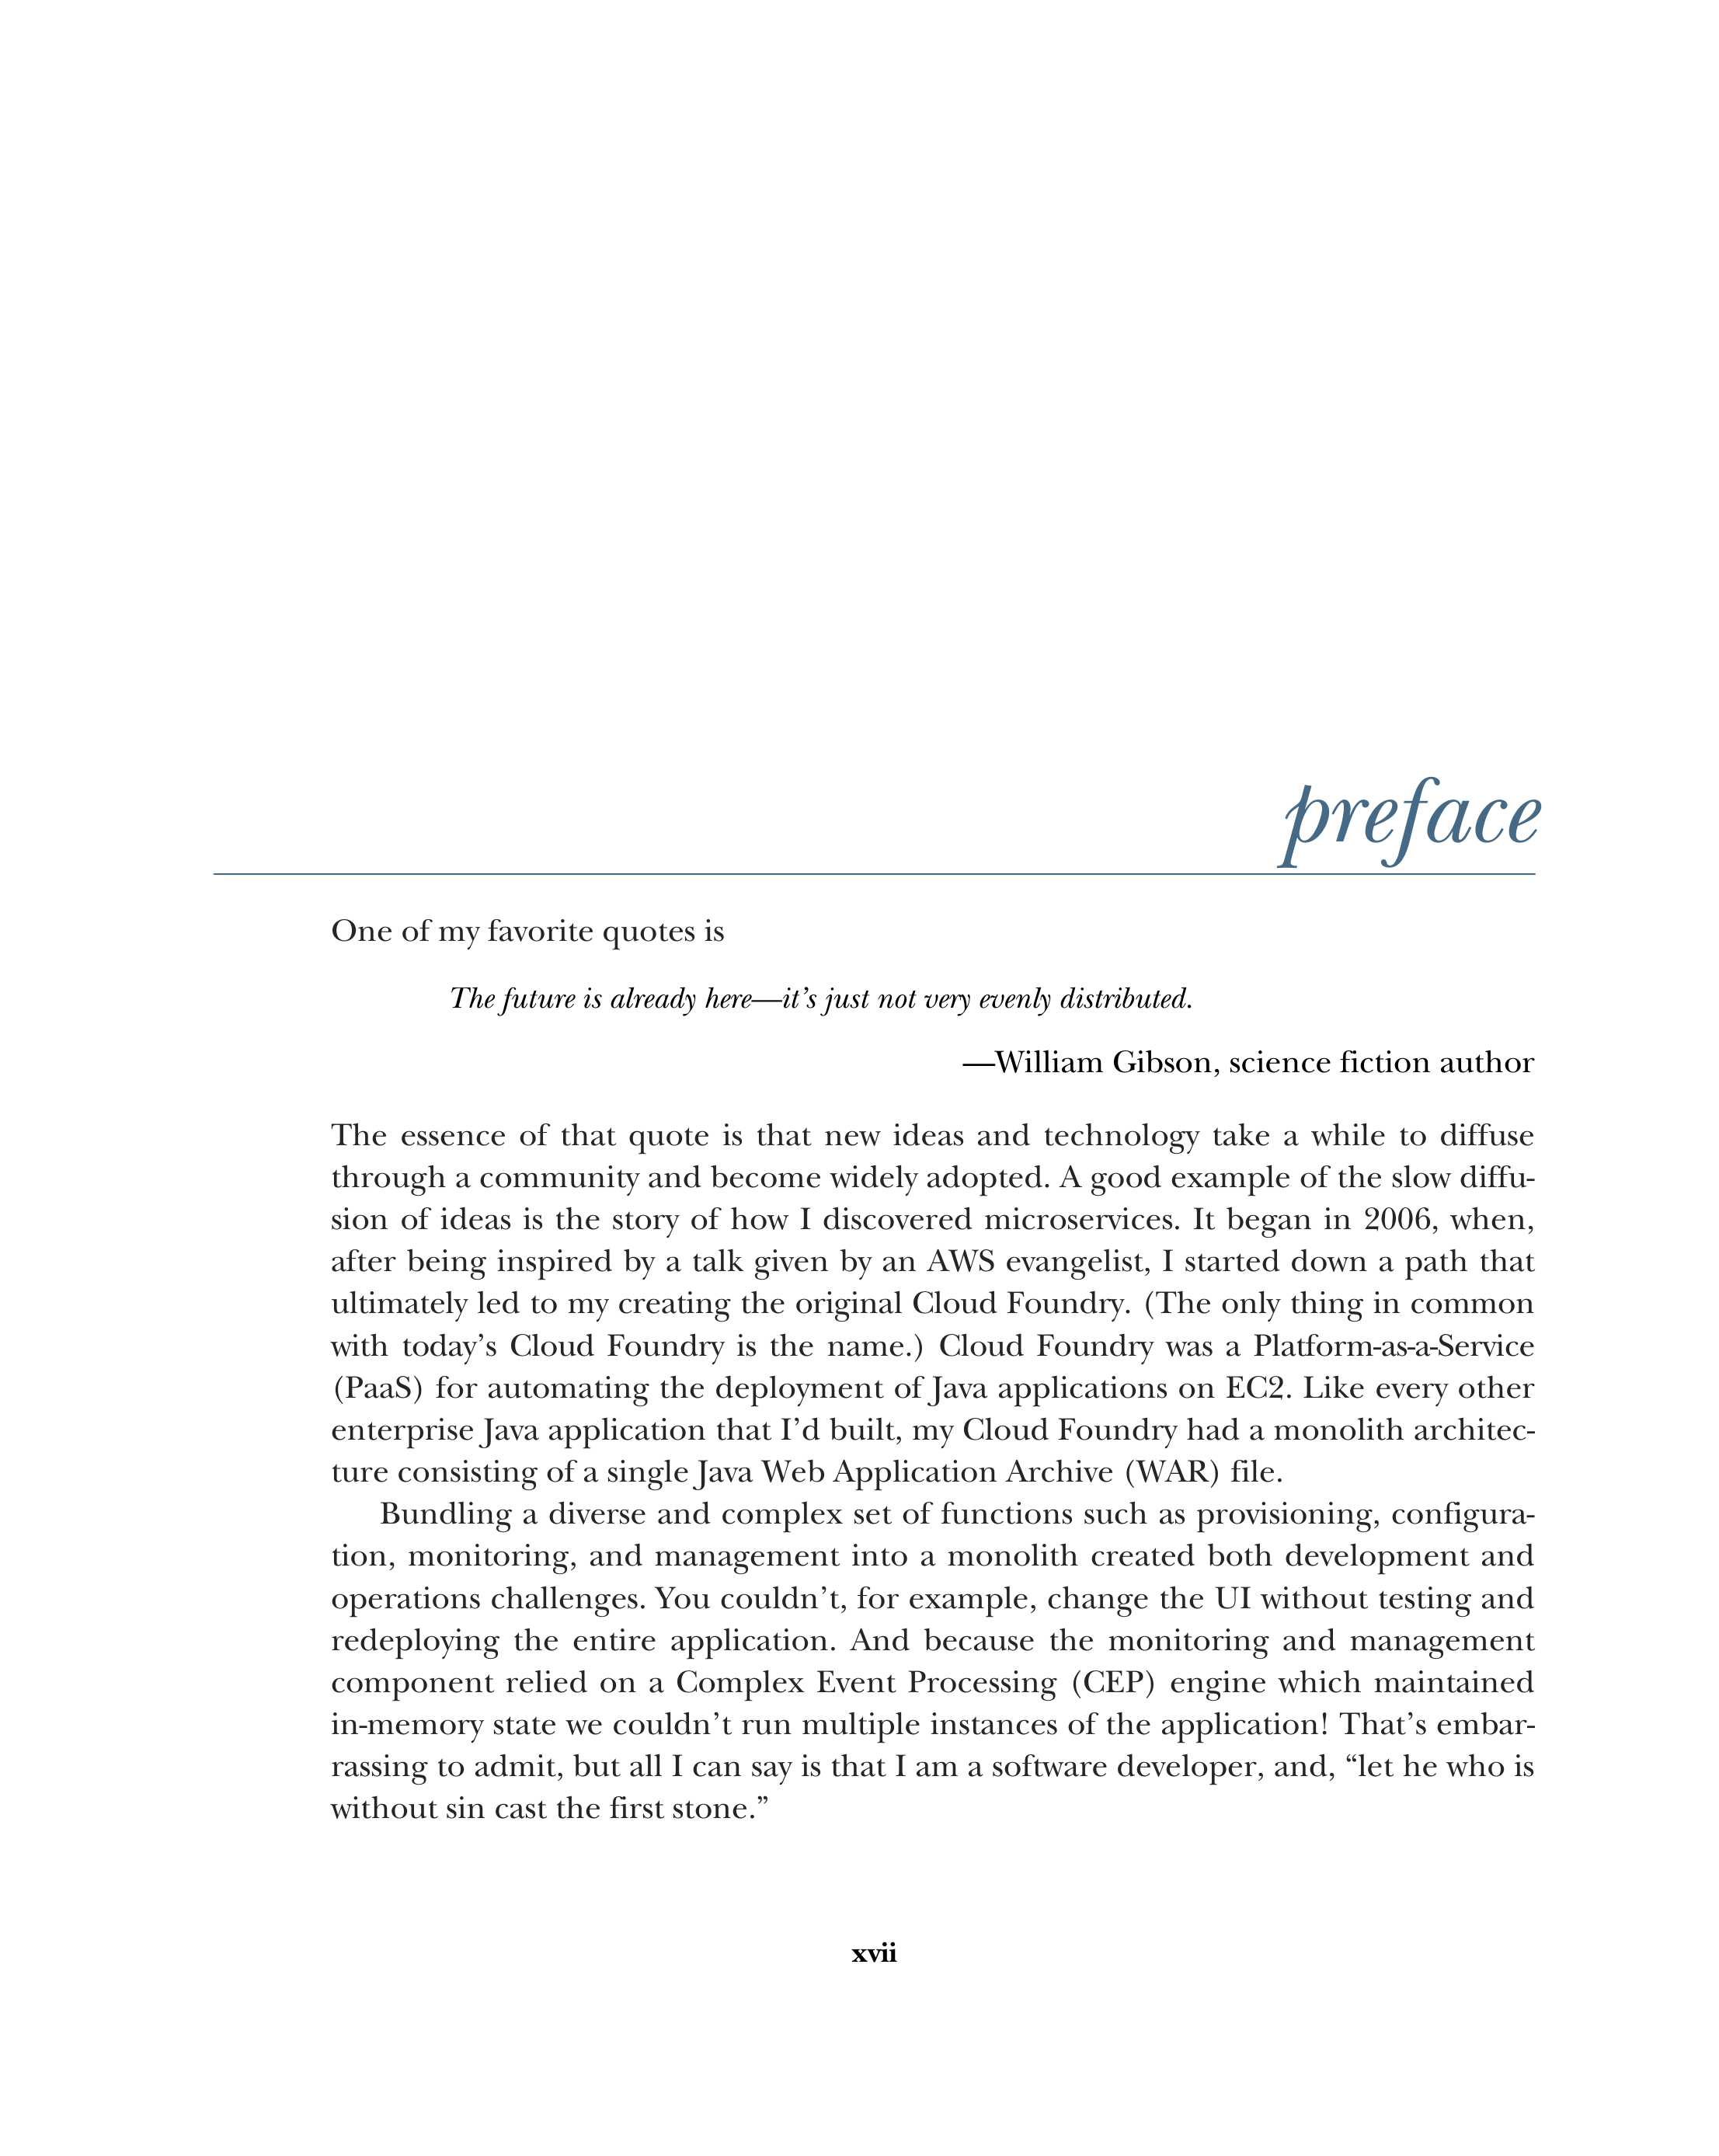 preface
One of my favorite quotes is
The future is already here—it’s just not very evenly distributed.
—William Gibson, science fiction author
The essence of that quote is that new ideas and technology take a while to diffuse
through a community and become widely adopted. A good example of the slow diffu-
sion of ideas is the story of how I discovered microservices. It began in 2006, when,
after being inspired by a talk given by an AWS evangelist, I started down a path that
ultimately led to my creating the original Cloud Foundry. (The only thing in common
with today’s Cloud Foundry is the name.) Cloud Foundry was a Platform-as-a-Service
(PaaS) for automating the deployment of Java applications on EC2. Like every other
enterprise Java application that I’d built, my Cloud Foundry had a monolith architec-
ture consisting of a single Java Web Application Archive (WAR) file.
Bundling a diverse and complex set of functions such as provisioning, configura-
tion, monitoring, and management into a monolith created both development and
operations challenges. You couldn’t, for example, change the UI without testing and
redeploying the entire application. And because the monitoring and management
component relied on a Complex Event Processing (CEP) engine which maintained
in-memory state we couldn’t run multiple instances of the application! That’s embar-
rassing to admit, but all I can say is that I am a software developer, and, “let he who is
without sin cast the first stone.”
xvii